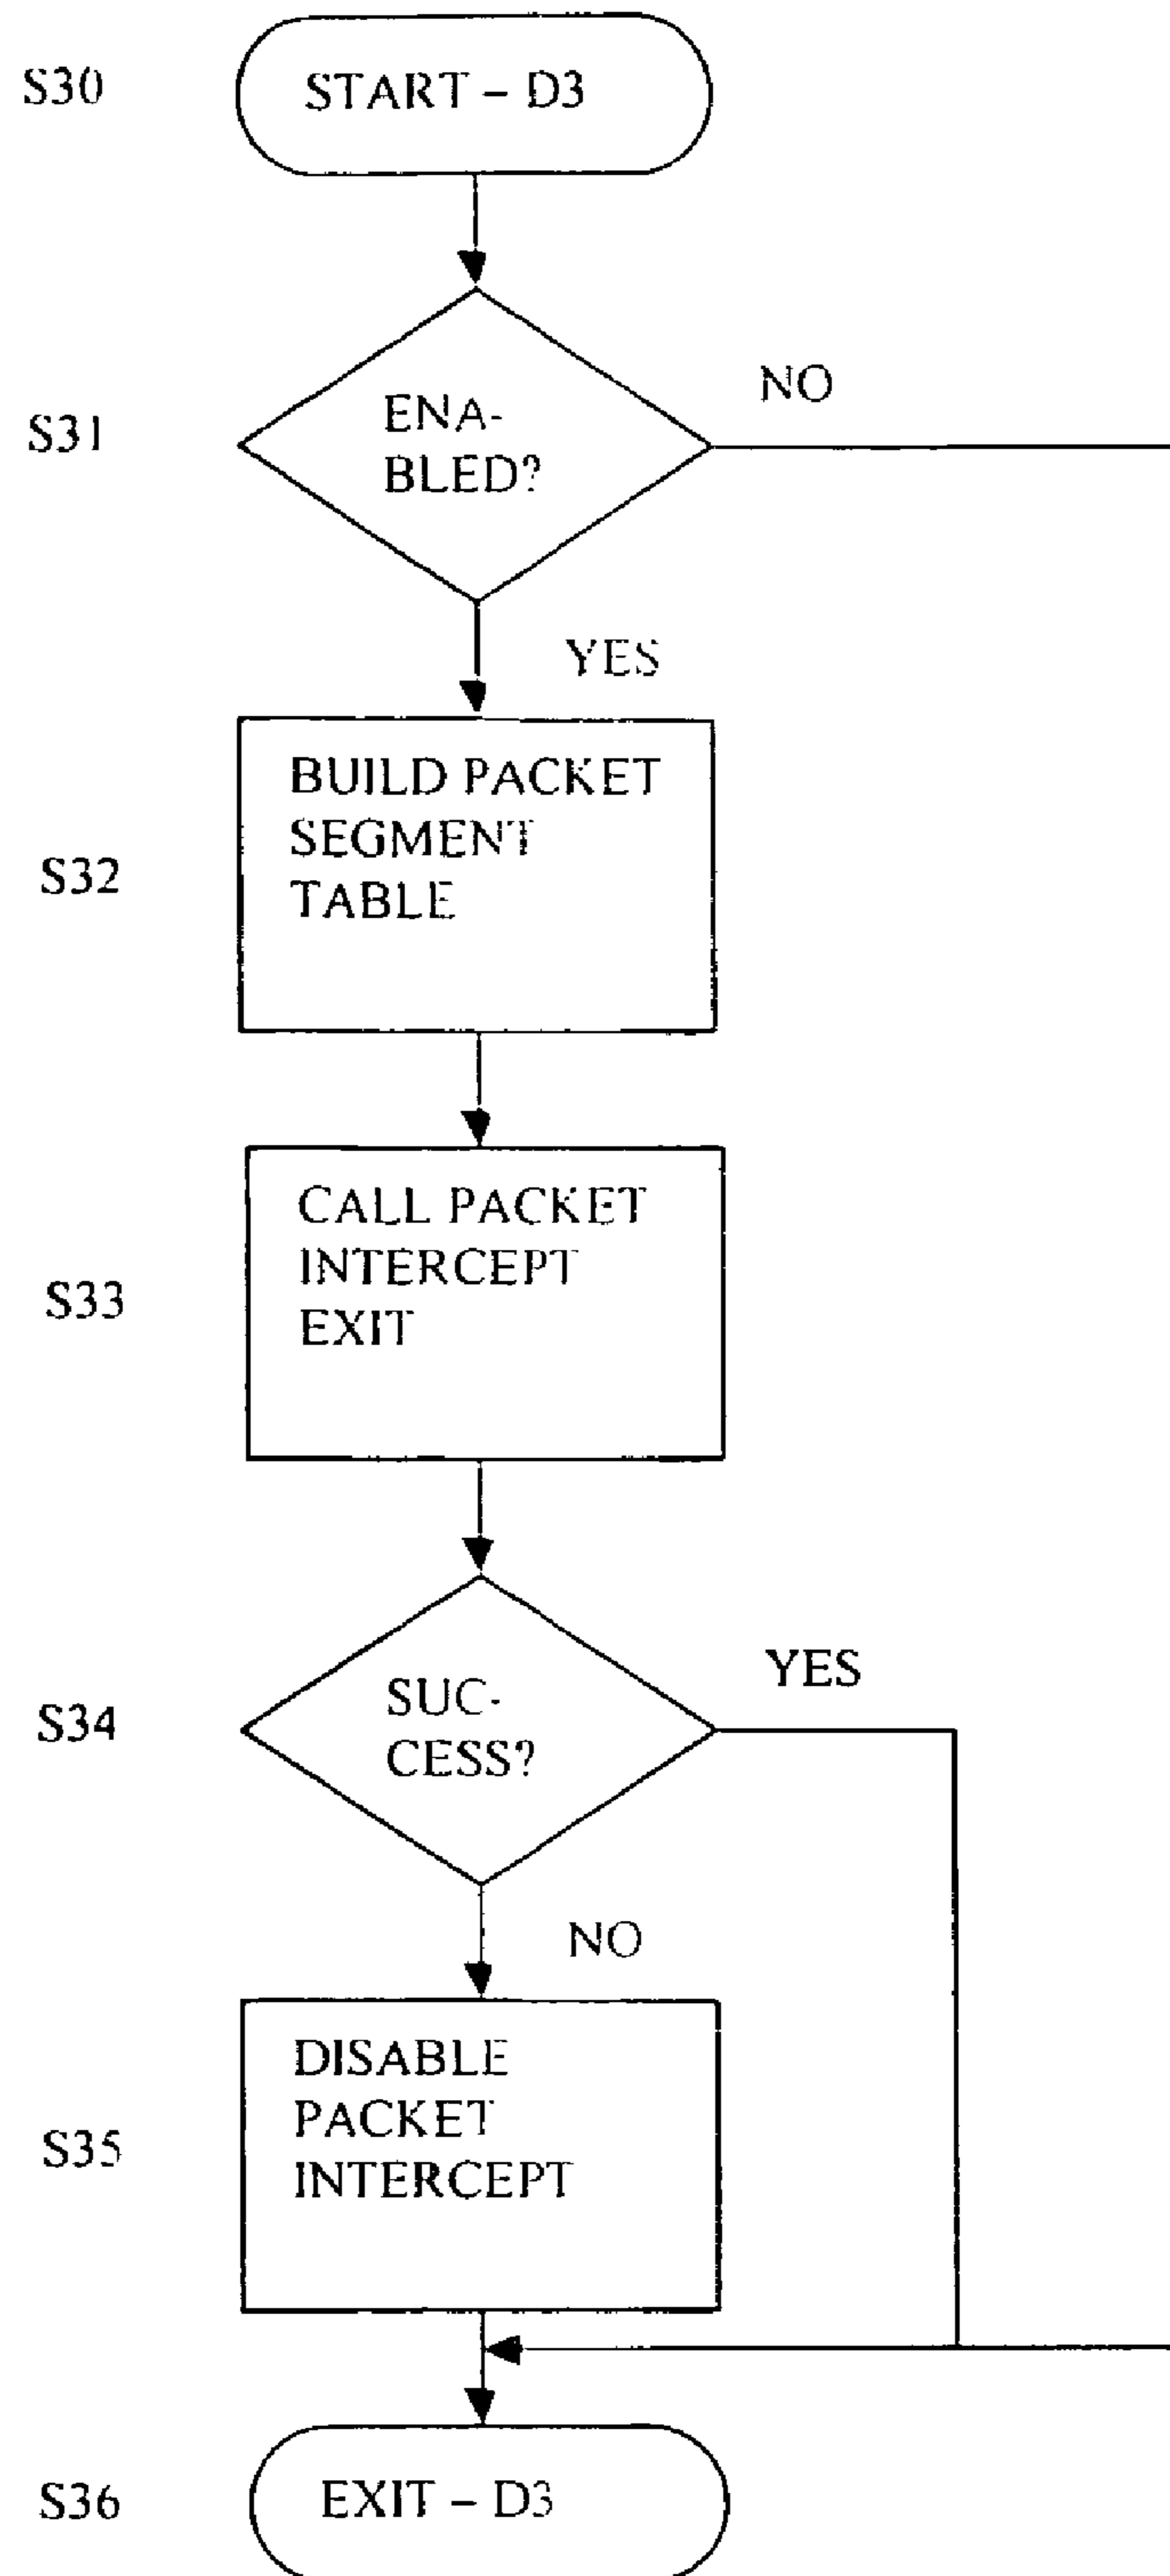 S30
START – D3
S31
ENA-
BLED?
NO
YES
S32
BUILD PACKET
SEGMENT
TABLE
S33
CALL PACKET
INTERCEPT
EXIT
S34
SUC-
CESS?
YES
NO
S35
DISABLE
PACKET
INTERCEPT
S36
EXIT – D3